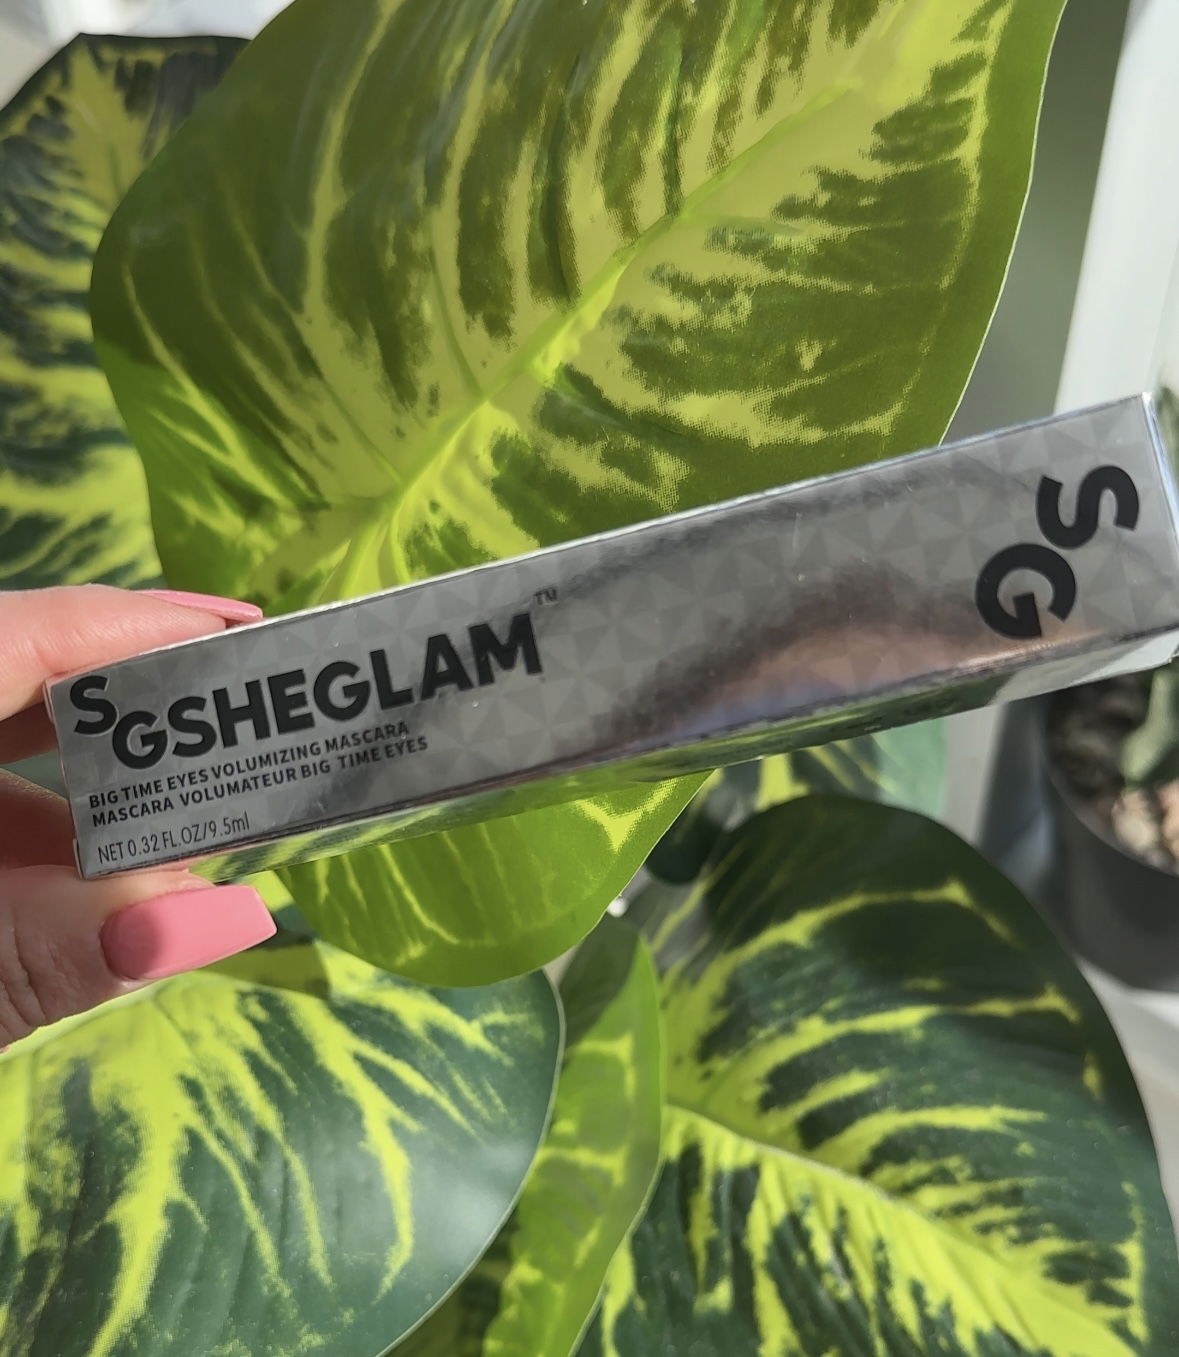 SGSHEGLAM™
BIG TIME EYES VOLUMIZING MASCARA
MASCARA VOLUMATEUR BIG TIME EYES
NET 0.32 FL.OZ/9.5ml
SG